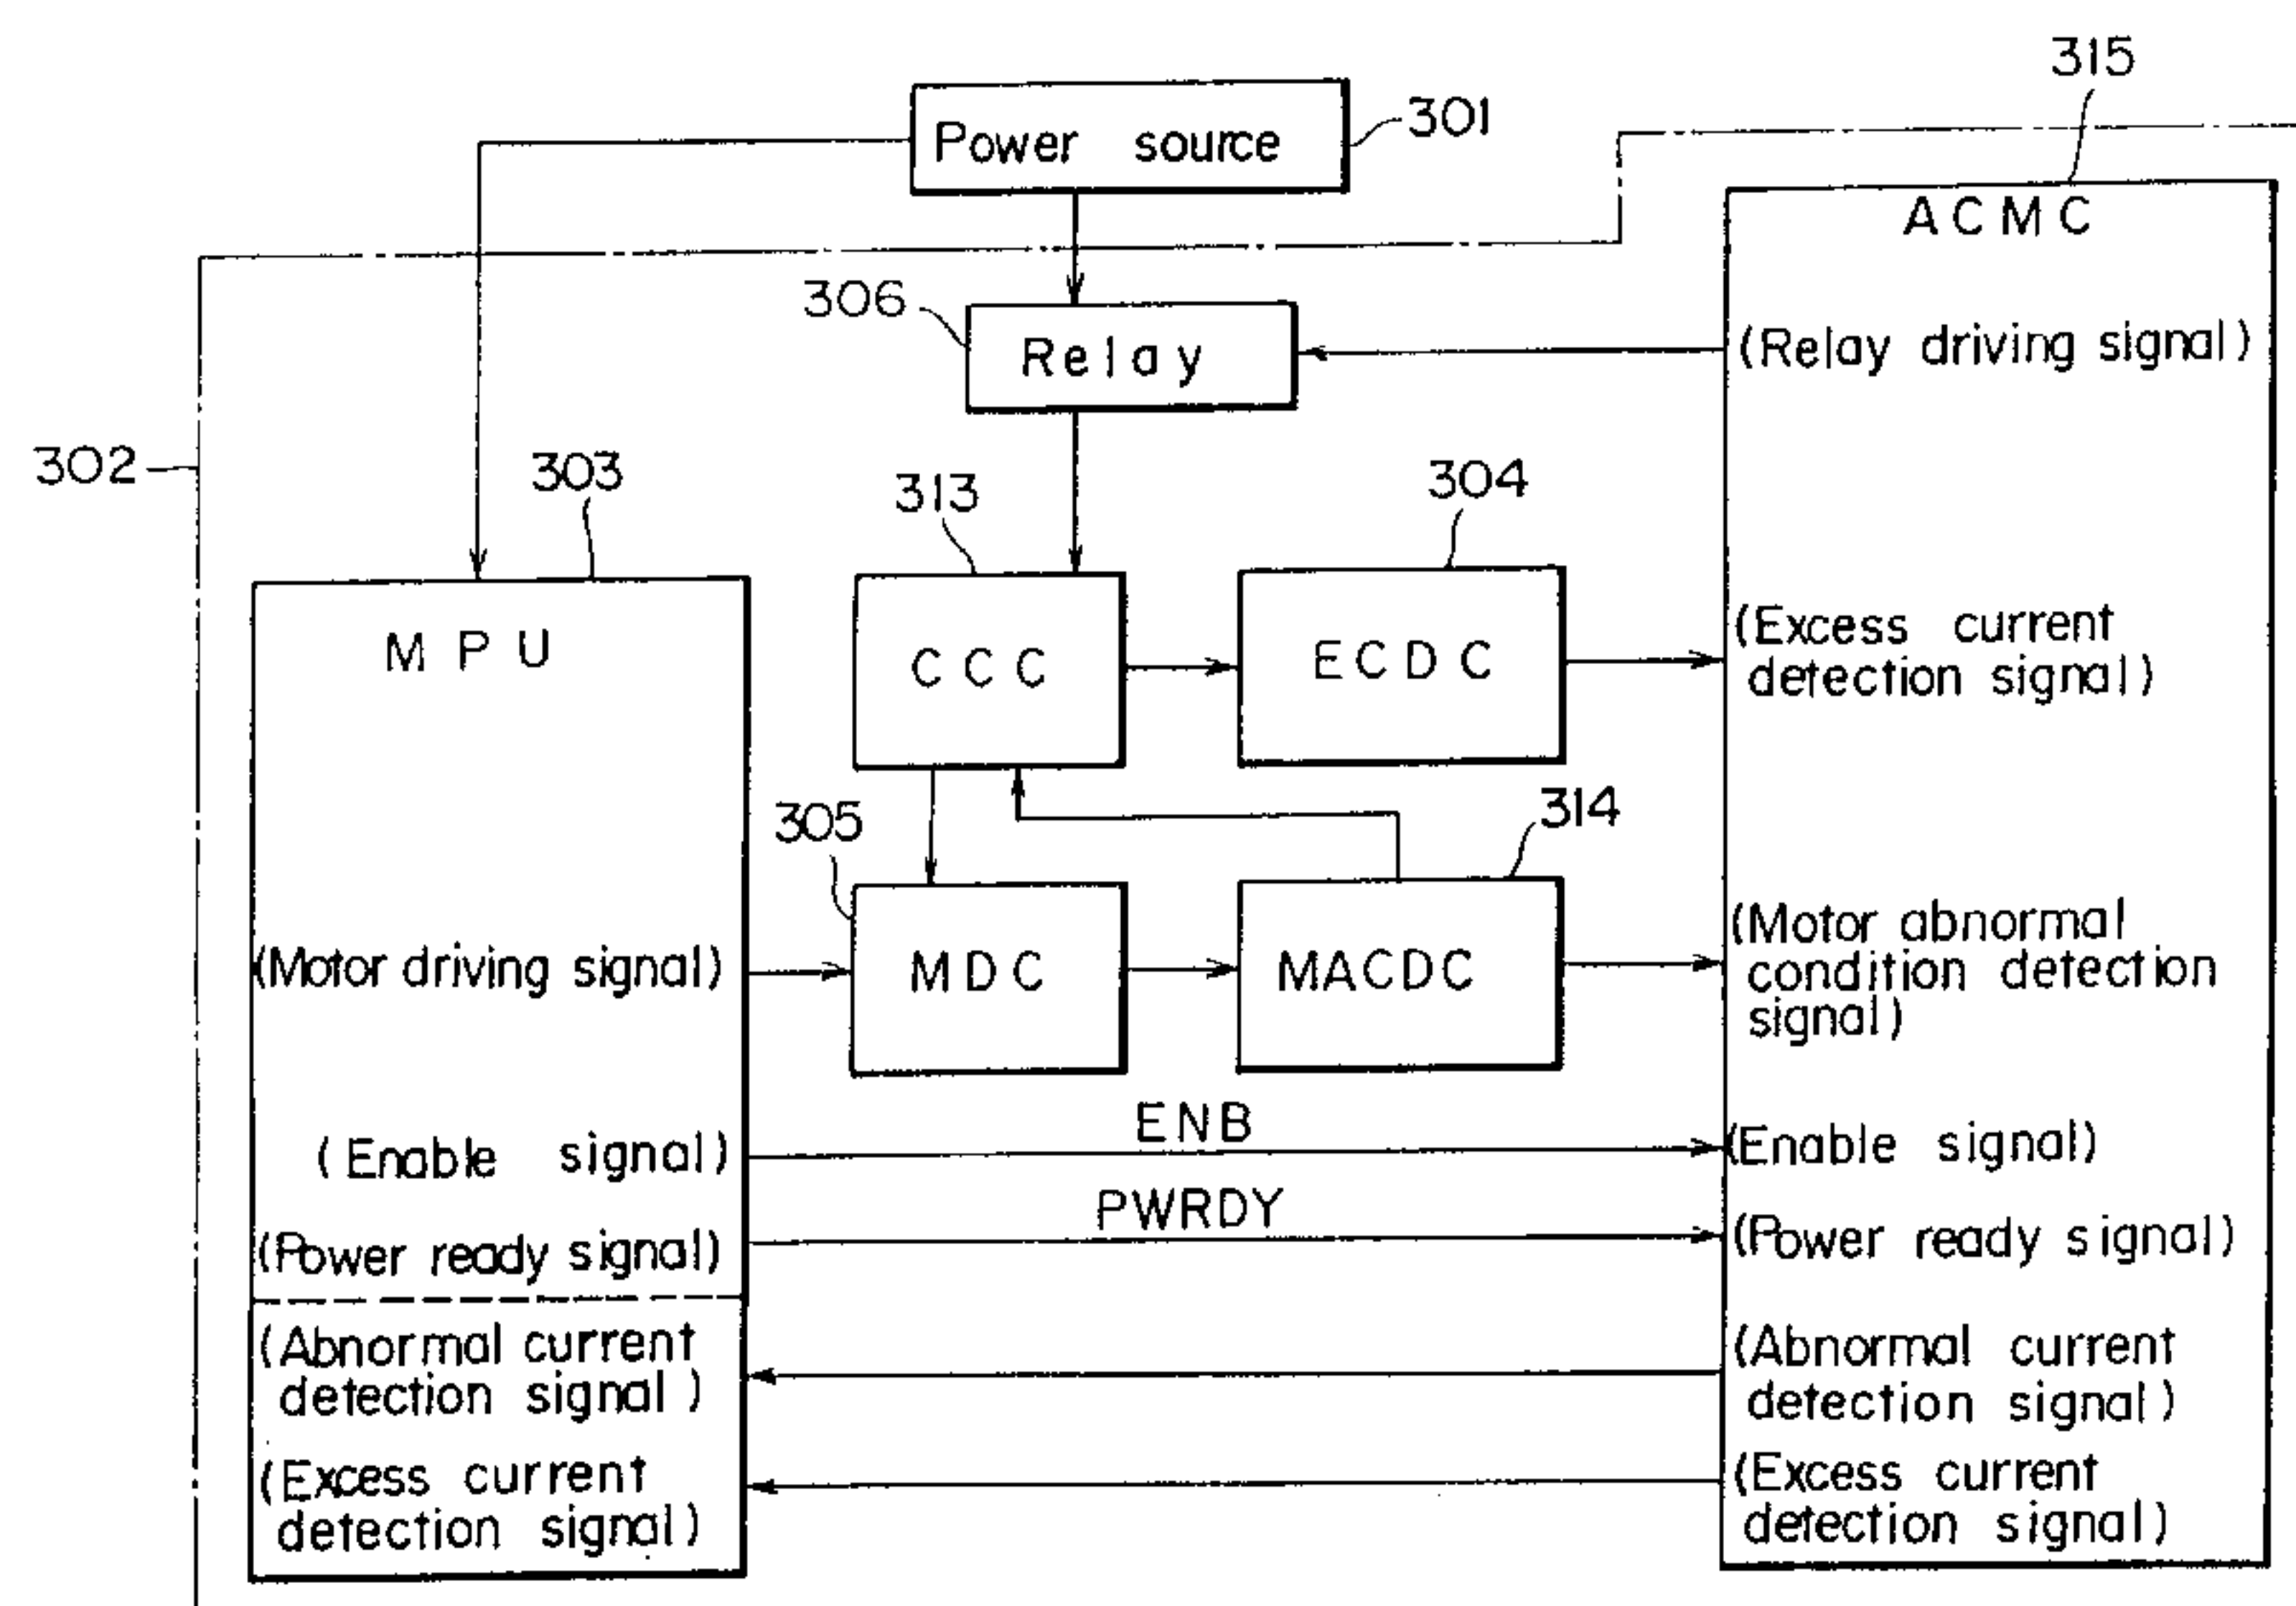 315
Power source
301
ACMC
306
Relay
(Relay driving signal)
302
303
313
304
MPU
CCC
ECDC
(Excess current
detection signal)
305
314
(Motor driving signal)
MDC
MACDC
(Motor abnormal
condition detection
signal)
ENB
(Enable signal)
(Enable signal)
PWRDY
(Power ready signal)
(Power ready signal)
(Abnormal current
detection signal)
(Abnormal current
detection signal)
(Excess current
detection signal)
(Excess current
detection signal)